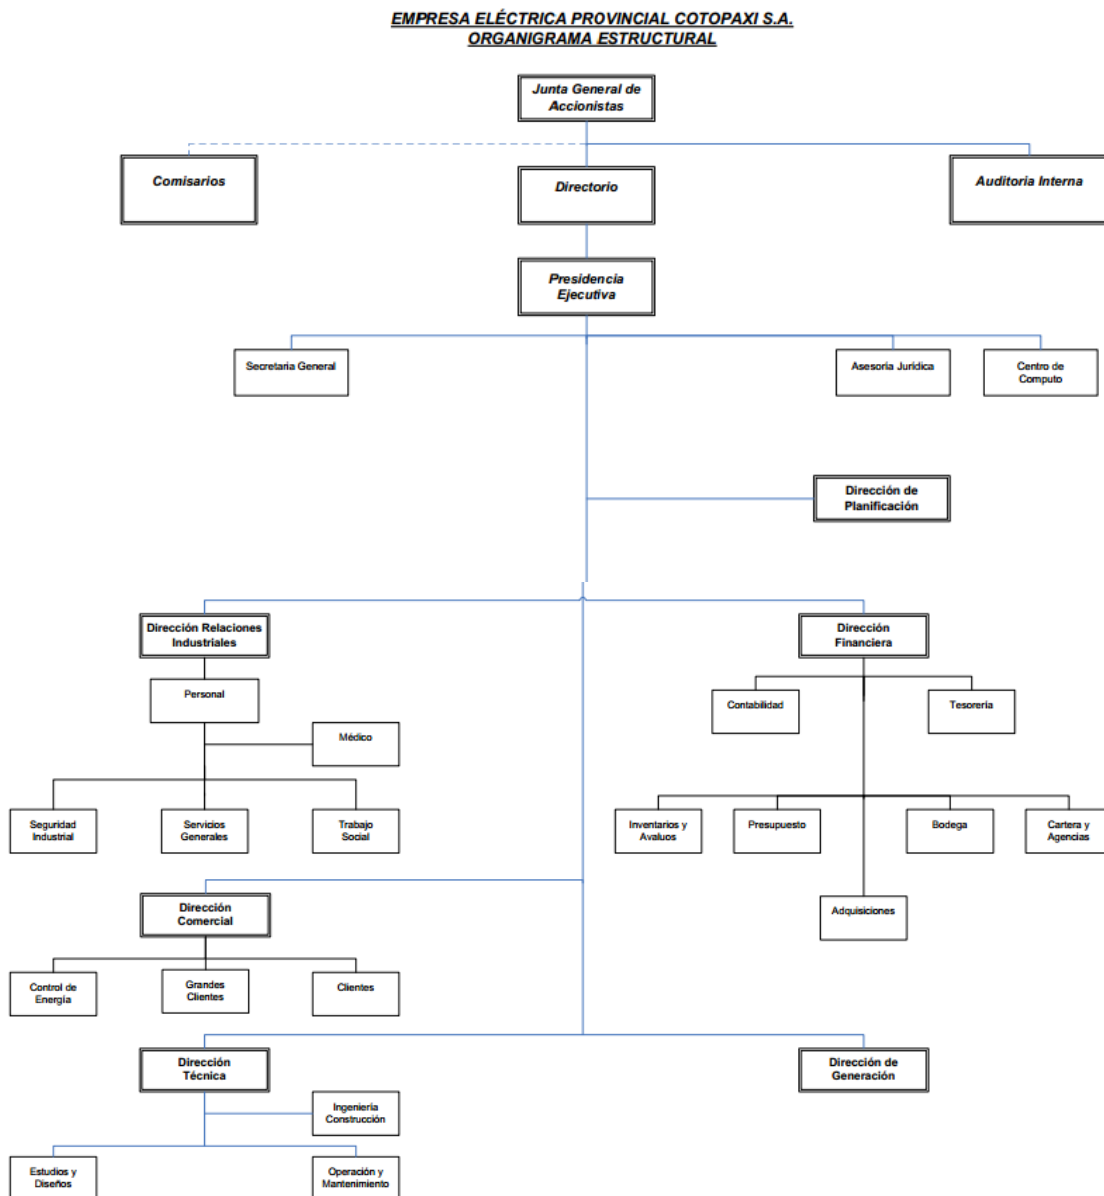 EMPRESA ELÉCTRICA PROVINCIAL COTOPAXI S.A.
ORGANIGRAMA ESTRUCTURAL
Junta General de
Accionistas
Comisarios
Directorio
Auditoria Interna
Presidencia
Ejecutiva
Secretaria General
Asesoría Jurídica
Centro de
Computo
Dirección de
Planificación
Dirección Relaciones
Industriales
Dirección
Financiera
Personal
Contabilidad
Tesorería
Médico
Seguridad
Industrial
Servicios
Generales
Trabajo
Social
Inventarios y
Avaluos
Presupuesto
Bodega
Cartera y
Agencias
Dirección
Comercial
Adquisiciones
Control de
Energía
Grandes
Clientes
Clientes
Dirección
Técnica
Dirección de
Generación
Ingeniería
Construcción
Estudios y
Diseños
Operación y
Mantenimiento